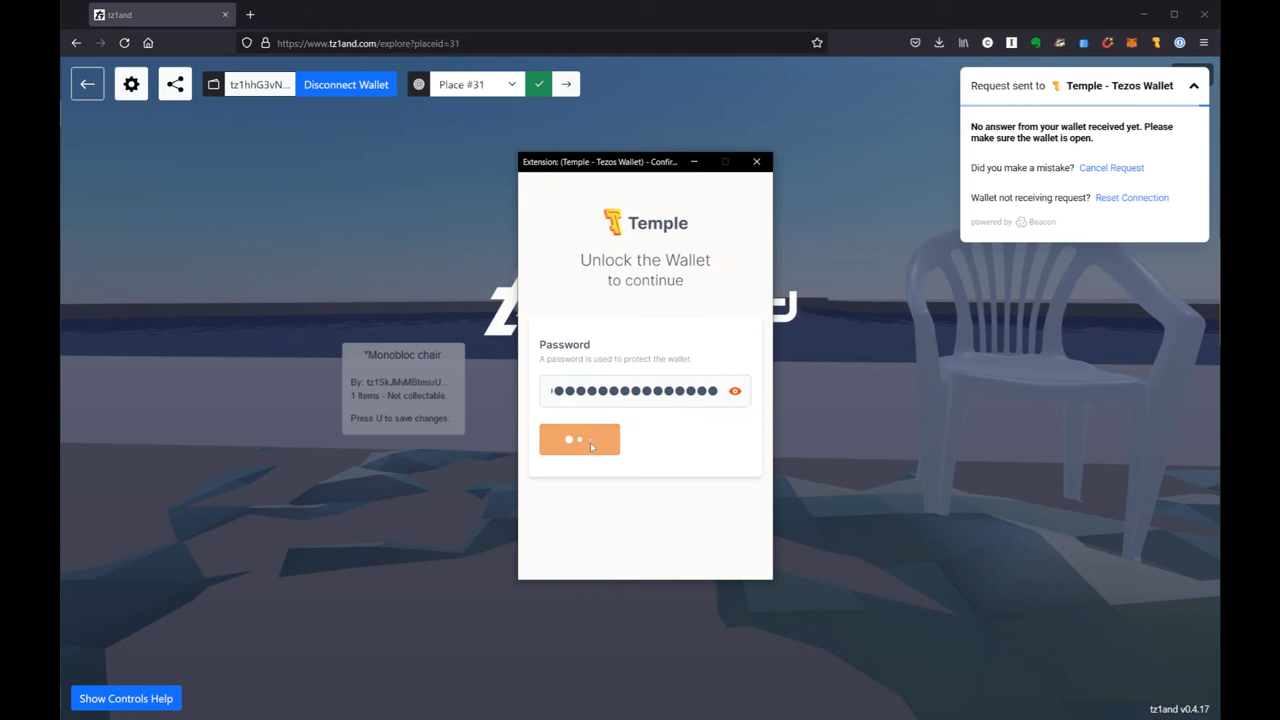 tz1and
https://www.tz1and.com/explore?placeid=31
tz1hhG3vN...
Disconnect Wallet
Place #31
Request sent to Temple - Tezos Wallet
No answer from your wallet received yet. Please
make sure the wallet is open.
Did you make a mistake? Cancel Request
Wallet not receiving request? Reset Connection
powered by Beacon
Extension: (Temple - Tezos Wallet) - Confir...
Temple
Unlock the Wallet
to continue
Password
A password is used to protect the wallet.
*Monobloc chair
By: tz1SkJMvMBtmsrU...
1 Items - Not collectable.
Press U to save changes.
Show Controls Help
tz1and v0.4.17